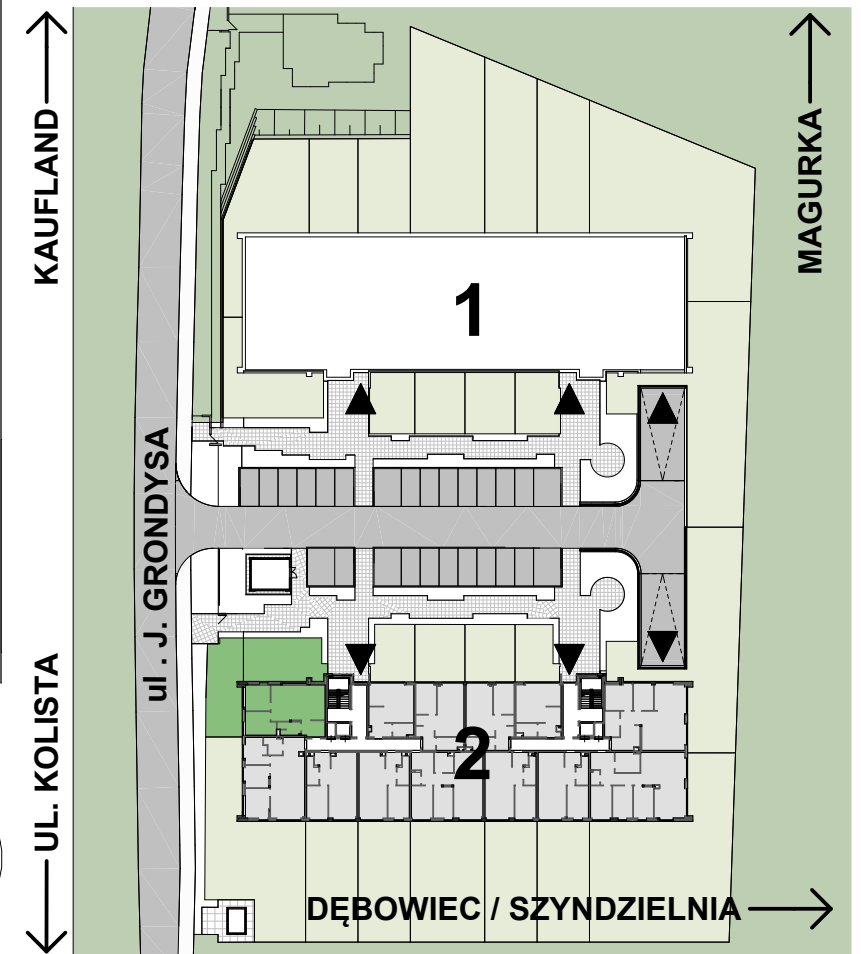 KAUFLAND
MAGURKA
1
ul . J. GRONDYSA
UL. KOLISTA
2
DĘBOWIEC / SZYNDZIELNIA